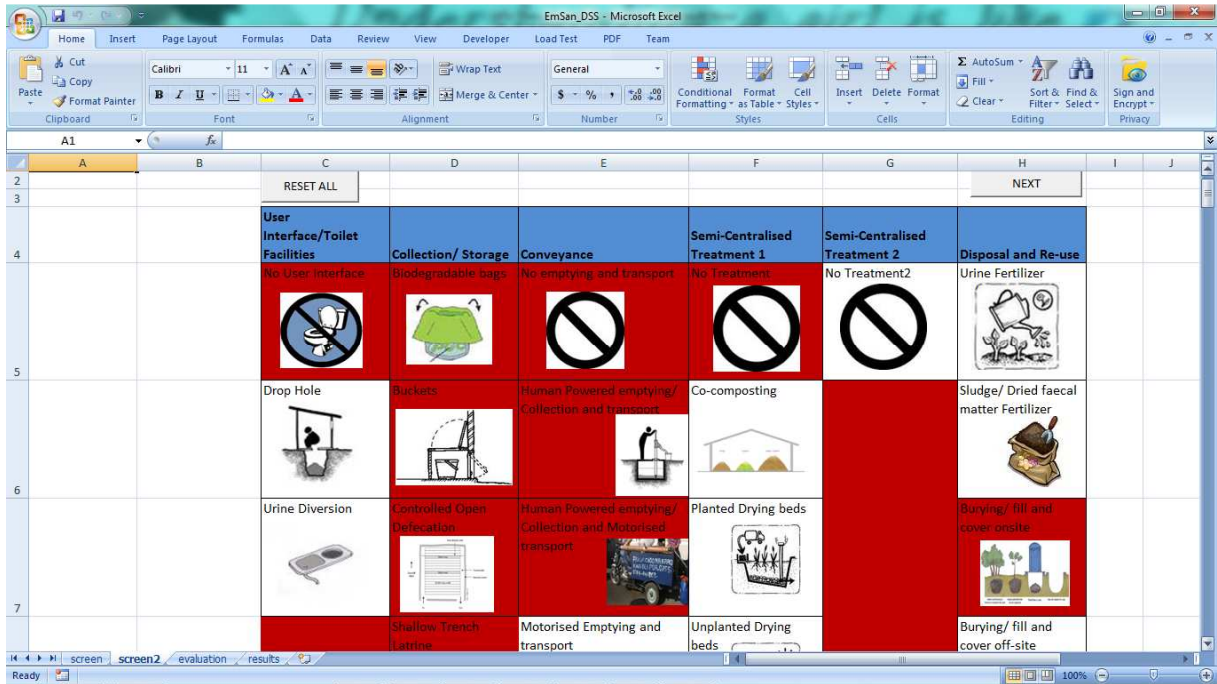 EmSan_DSS - Microsoft Excel
Home Insert Page Layout Formulas Data Review View Developer Load Test PDF Team
Paste
Cut
Copy
Format Painter
Clipboard
Calibri 11
B I U
Font
Wrap Text
Merge & Center
Alignment
General
$ % ,
Number
Conditional Formatting
Format as Table
Cell Styles
Styles
Insert Delete Format
Cells
Σ AutoSum
Fill
Clear
Sort & Filter
Find & Select
Editing
Sign and Encrypt
Privacy
A1 fx
A B C D E F G H I J
2
RESET ALL
NEXT
3
4
User
Interface/Toilet
Facilities
Collection/ Storage
Conveyance
Semi-Centralised
Treatment 1
Semi-Centralised
Treatment 2
Disposal and Re-use
5
No User Interface
Biodegradable bags
No emptying and transport
No Treatment
No Treatment2
Urine Fertilizer
6
Drop Hole
Buckets
Human Powered emptying/
Collection and transport
Co-composting
Sludge/ Dried faecal
matter Fertilizer
7
Urine Diversion
Controlled Open
Defecation
Human Powered emptying/
Collection and Motorised
transport
Planted Drying beds
Burying/ fill and
cover onsite
Shallow Trench
Latrine
Motorised Emptying and
transport
Unplanted Drying
beds
Burying/ fill and
cover off-site
screen screen2 evaluation results
Ready
100%